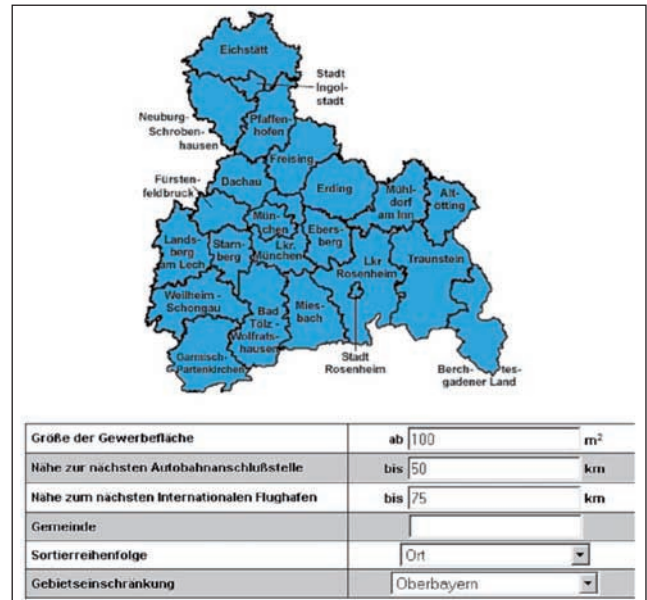 Eichstätt
Stadt
Ingol-
stadt
Neuburg-
Schroben-
hausen
Pfaffen-
hofen
Freising
Fürsten-
feldbruck
Dachau
Erding
Mühl-
dorf
am Inn
Alt-
ötting
Mün-
chen
Ebers-
berg
Lands-
berg
am Lech
Starn-
berg
Lkr.
München
Lkr
Rosenheim
Traunstein
Weilheim -
Schongau
Bad
Tölz -
Wolfrats-
hausen
Mies-
bach
Garmisch-
Partenkirchen
Stadt
Rosenheim
Berch- tes-
gadener Land
Größe der Gewerbefläche ab 100 m²
Nähe zur nächsten Autobahnanschlußstelle bis 50 km
Nähe zum nächsten Internationalen Flughafen bis 75 km
Gemeinde
Sortierreihenfolge Ort
Gebietseinschränkung Oberbayern